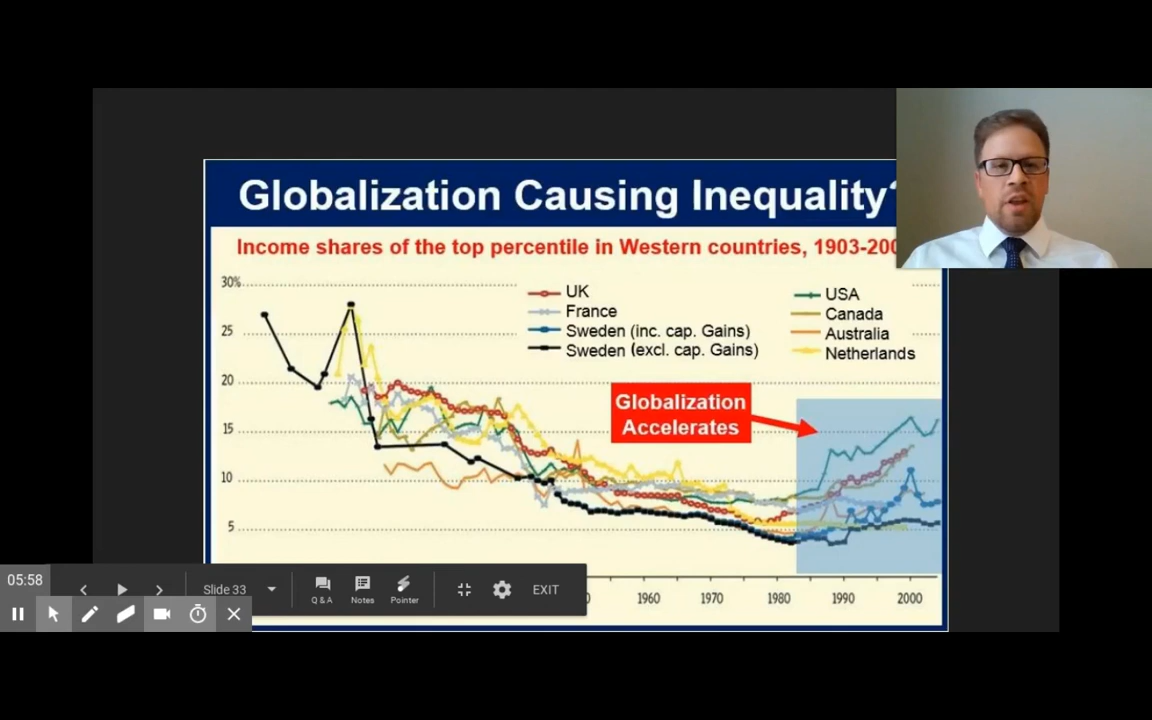 Globalization Causing Inequality?
Income shares of the top percentile in Western countries, 1903-200
30%
25
20
15
10
5
UK
France
Sweden (inc. cap. Gains)
Sweden (excl. cap. Gains)
USA
Canada
Australia
Netherlands
Globalization
Accelerates
1960 1970 1980 1990 2000
05:58
Slide 33
Q & A
Notes
Pointer
EXIT